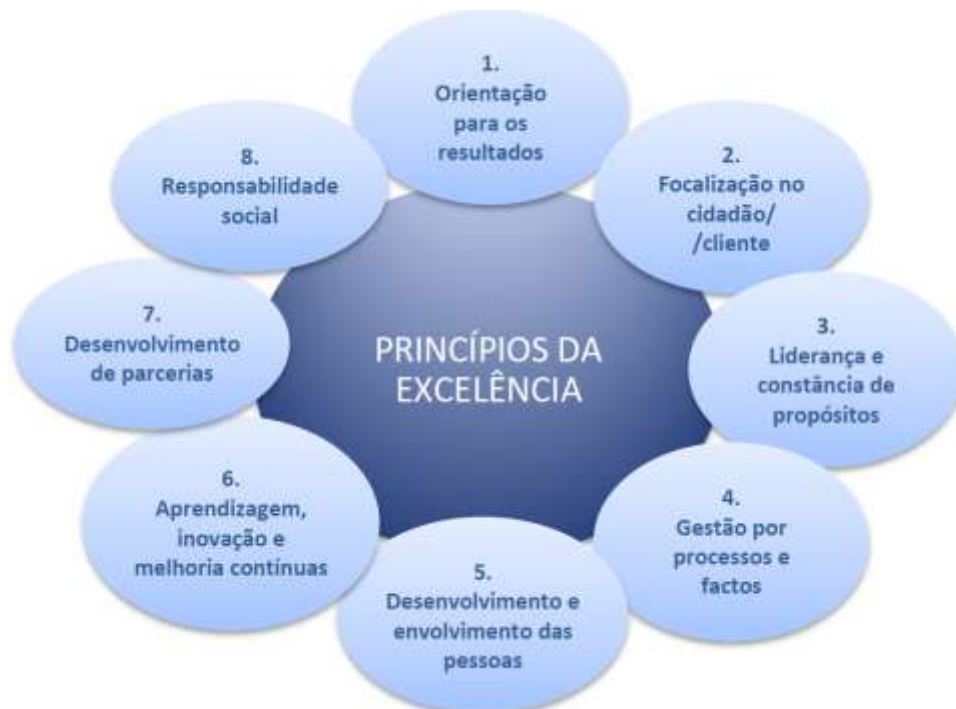 1.
Orientação
para os
resultados
2.
Focalização no
cidadão/
/cliente
3.
Liderança e
constância de
propósitos
4.
Gestão por
processos e
factos
5.
Desenvolvimento e
envolvimento das
pessoas
6.
Aprendizagem,
inovação e
melhoria contínuas
7.
Desenvolvimento
de parcerias
8.
Responsabilidade
social
PRINCÍPIOS DA
EXCELÊNCIA